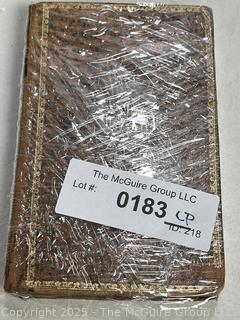 The McGuire Group LLC
Lot #:
0183 CP
ID: 218
Copyright 2025 - The McGuire Group LLC